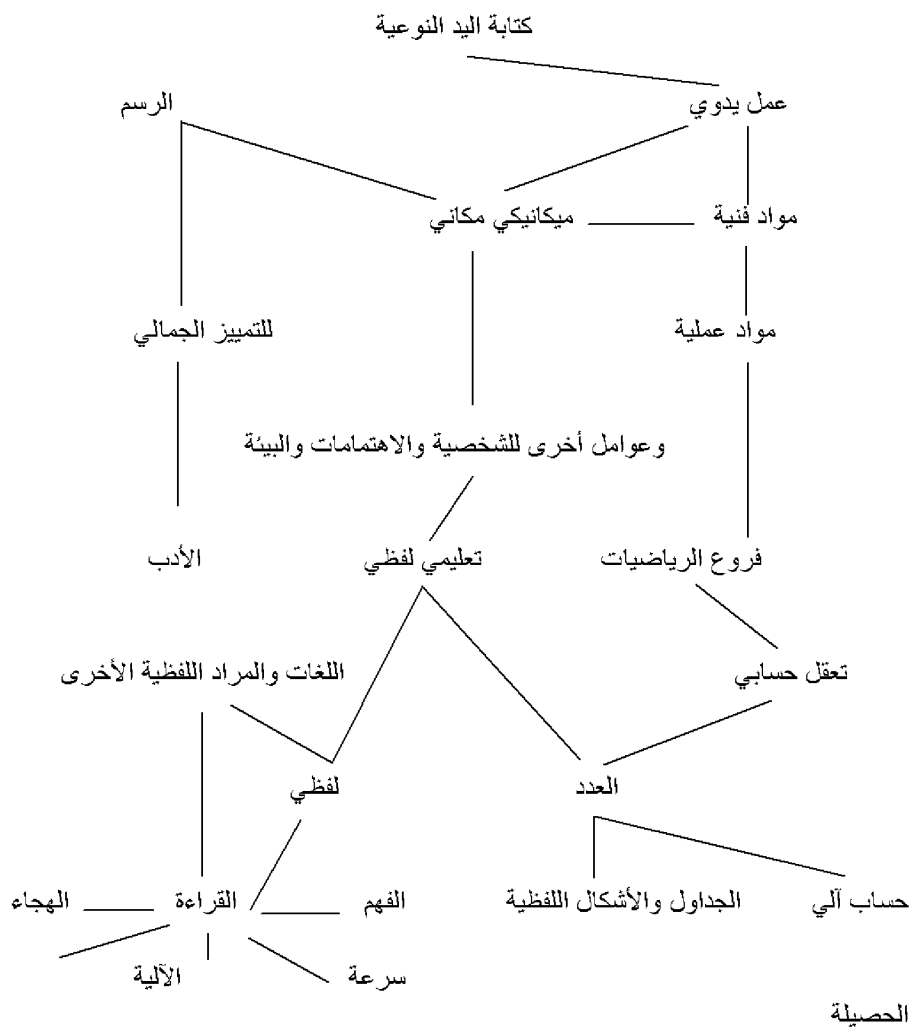 كتابة اليد النوعية
عمل يدوي
الرسم
مواد فنية
ميكانيكي مكاني
مواد عملية
للتمييز الجمالي
وعوامل أخرى للشخصية والاهتمامات والبيئة
فروع الرياضيات
تعليمي لفظي
الأدب
تعقل حسابي
اللغات والمراد اللفظية الأخرى
العدد
لفظي
حساب آلي
الجداول والأشكال اللفظية
الفهم
القراءة
الهجاء
سرعة
الآلية
الحصيلة